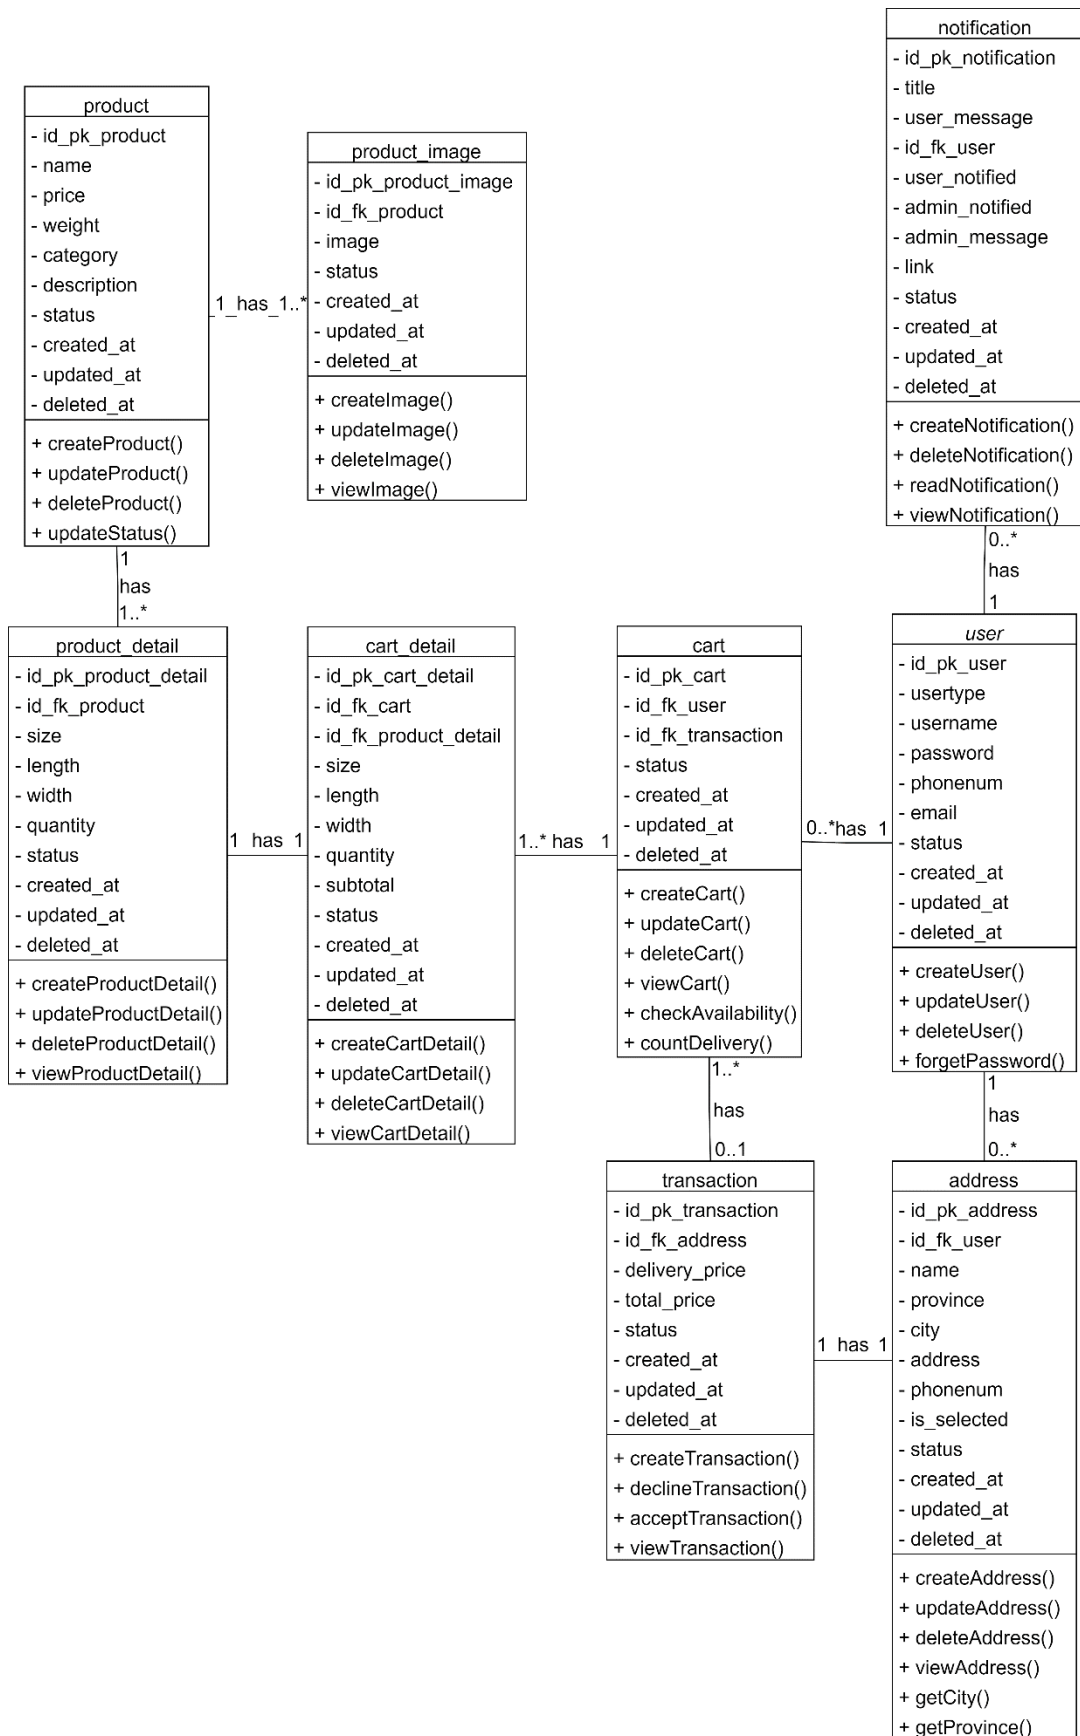 notification
- id_pk_notification
- title
- user_message
- id_fk_user
- user_notified
- admin_notified
- admin_message
- link
- status
- created_at
- updated_at
- deleted_at
+ createNotification()
+ deleteNotification()
+ readNotification()
+ viewNotification()
product
- id_pk_product
- name
- price
- weight
- category
- description
- status
- created_at
- updated_at
- deleted_at
+ createProduct()
+ updateProduct()
+ deleteProduct()
+ updateStatus()
1 has 1..*
product_image
- id_pk_product_image
- id_fk_product
- image
- status
- created_at
- updated_at
- deleted_at
+ createImage()
+ updateImage()
+ deleteImage()
+ viewImage()
1
has
1..*
0..*
has
1
product_detail
- id_pk_product_detail
- id_fk_product
- size
- length
- width
- quantity
- status
- created_at
- updated_at
- deleted_at
+ createProductDetail()
+ updateProductDetail()
+ deleteProductDetail()
+ viewProductDetail()
1 has 1
cart_detail
- id_pk_cart_detail
- id_fk_cart
- id_fk_product_detail
- size
- length
- width
- quantity
- subtotal
- status
- created_at
- updated_at
- deleted_at
+ createCartDetail()
+ updateCartDetail()
+ deleteCartDetail()
+ viewCartDetail()
1..* has 1
cart
- id_pk_cart
- id_fk_user
- id_fk_transaction
- status
- created_at
- updated_at
- deleted_at
+ createCart()
+ updateCart()
+ deleteCart()
+ viewCart()
+ checkAvailability()
+ countDelivery()
0..* has 1
user
- id_pk_user
- usertype
- username
- password
- phonenum
- email
- status
- created_at
- updated_at
- deleted_at
+ createUser()
+ updateUser()
+ deleteUser()
+ forgetPassword()
1..*
has
0..1
1
has
0..*
transaction
- id_pk_transaction
- id_fk_address
- delivery_price
- total_price
- status
- created_at
- updated_at
- deleted_at
+ createTransaction()
+ declineTransaction()
+ acceptTransaction()
+ viewTransaction()
1 has 1
address
- id_pk_address
- id_fk_user
- name
- province
- city
- address
- phonenum
- is_selected
- status
- created_at
- updated_at
- deleted_at
+ createAddress()
+ updateAddress()
+ deleteAddress()
+ viewAddress()
+ getCity()
+ getProvince()